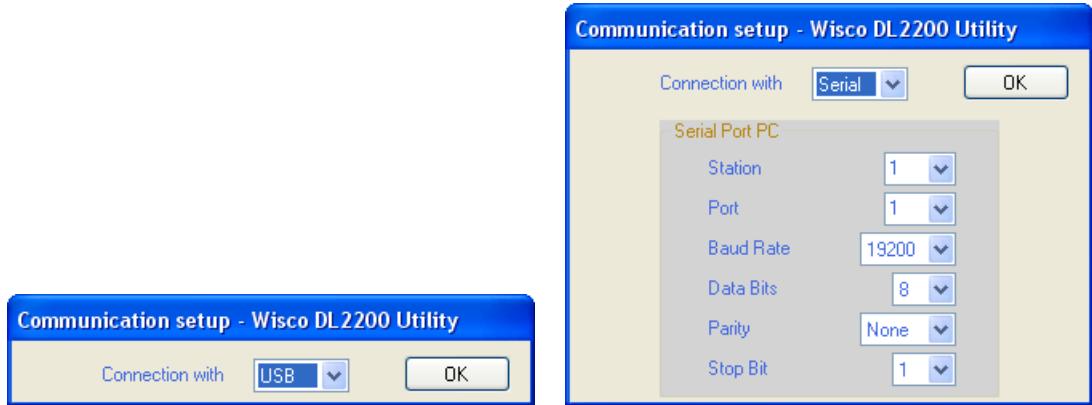 Communication setup - Wisco DL2200 Utility
Connection with USB OK
Communication setup - Wisco DL2200 Utility
Connection with Serial OK
Serial Port PC
Station 1
Port 1
Baud Rate 19200
Data Bits 8
Parity None
Stop Bit 1